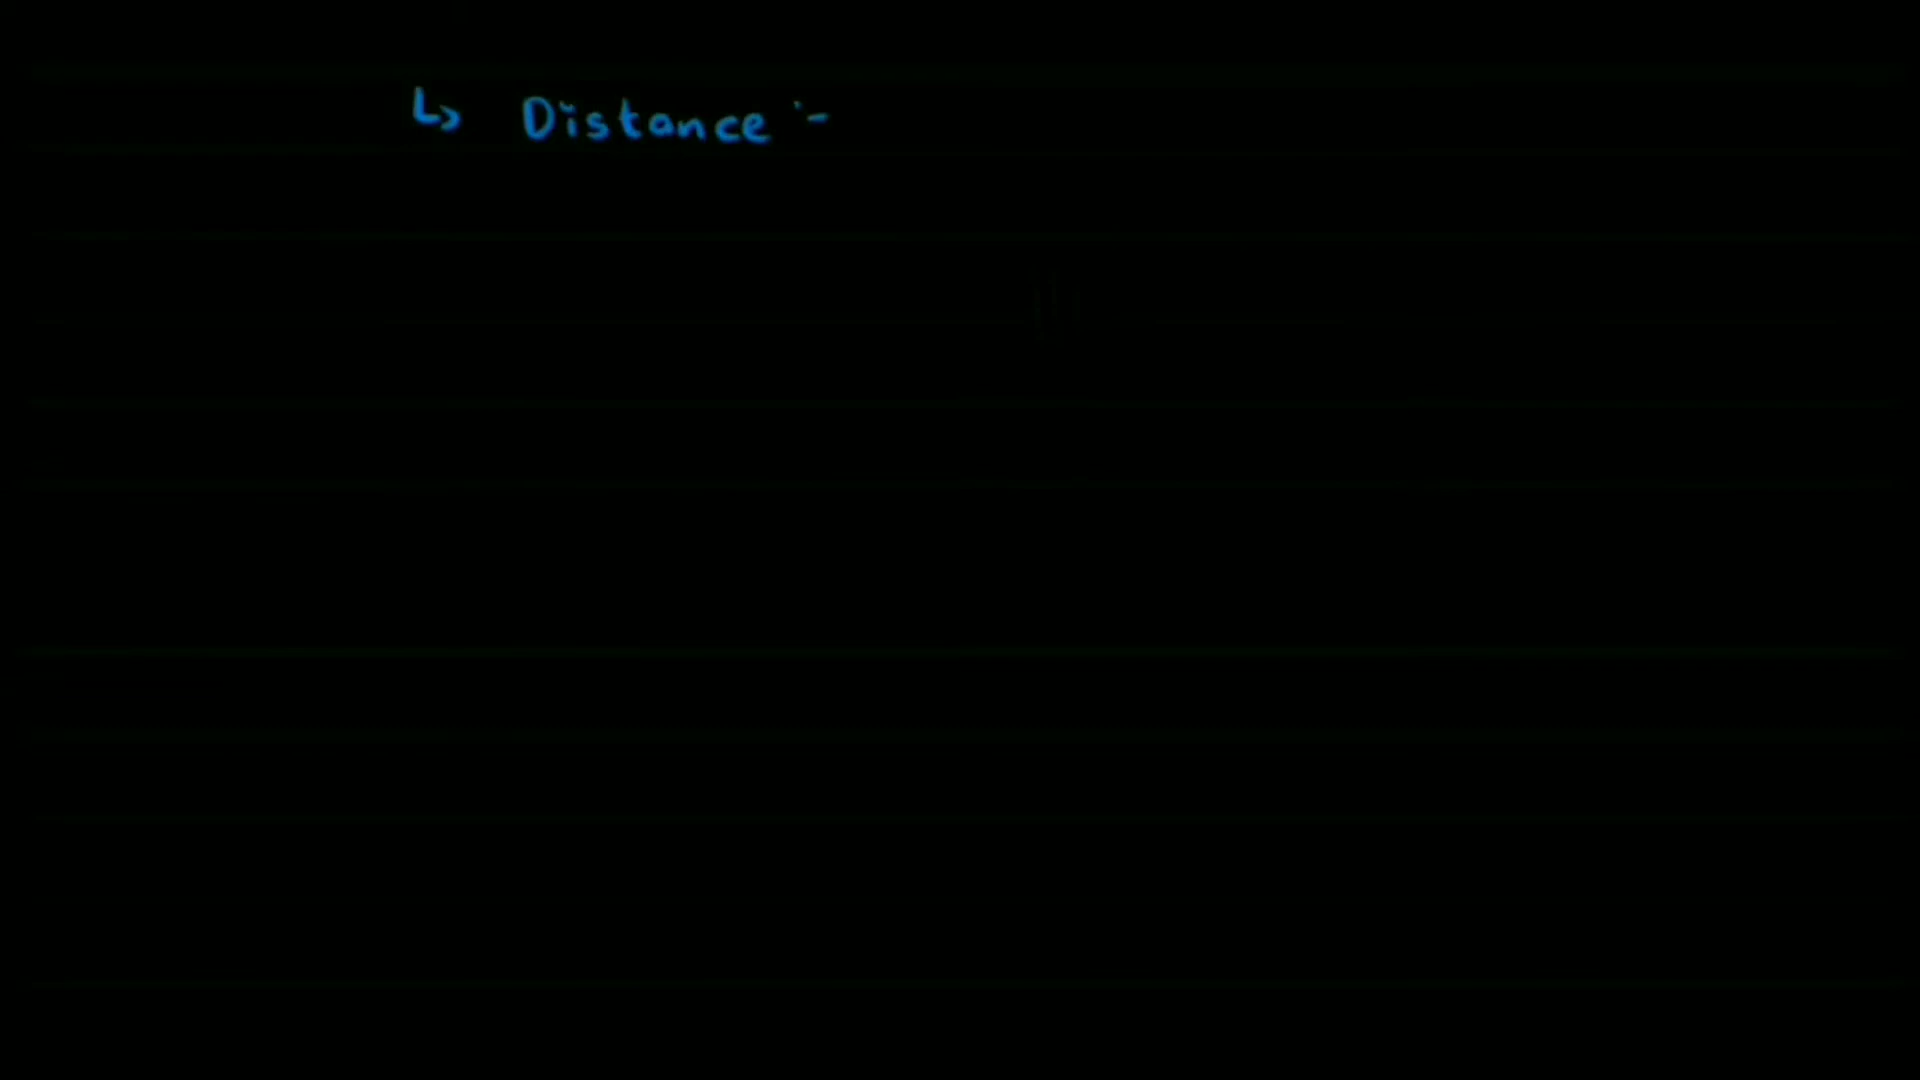 ↳ Distance :-